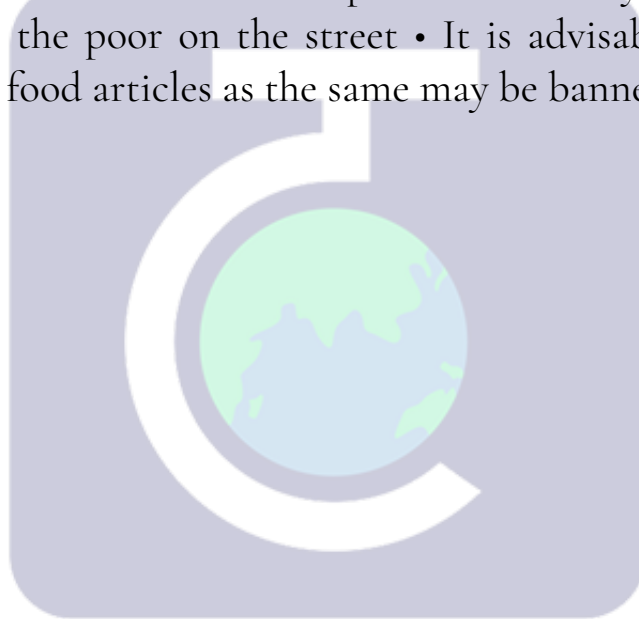 the poor on the street • It is advisab
food articles as the same may be banne